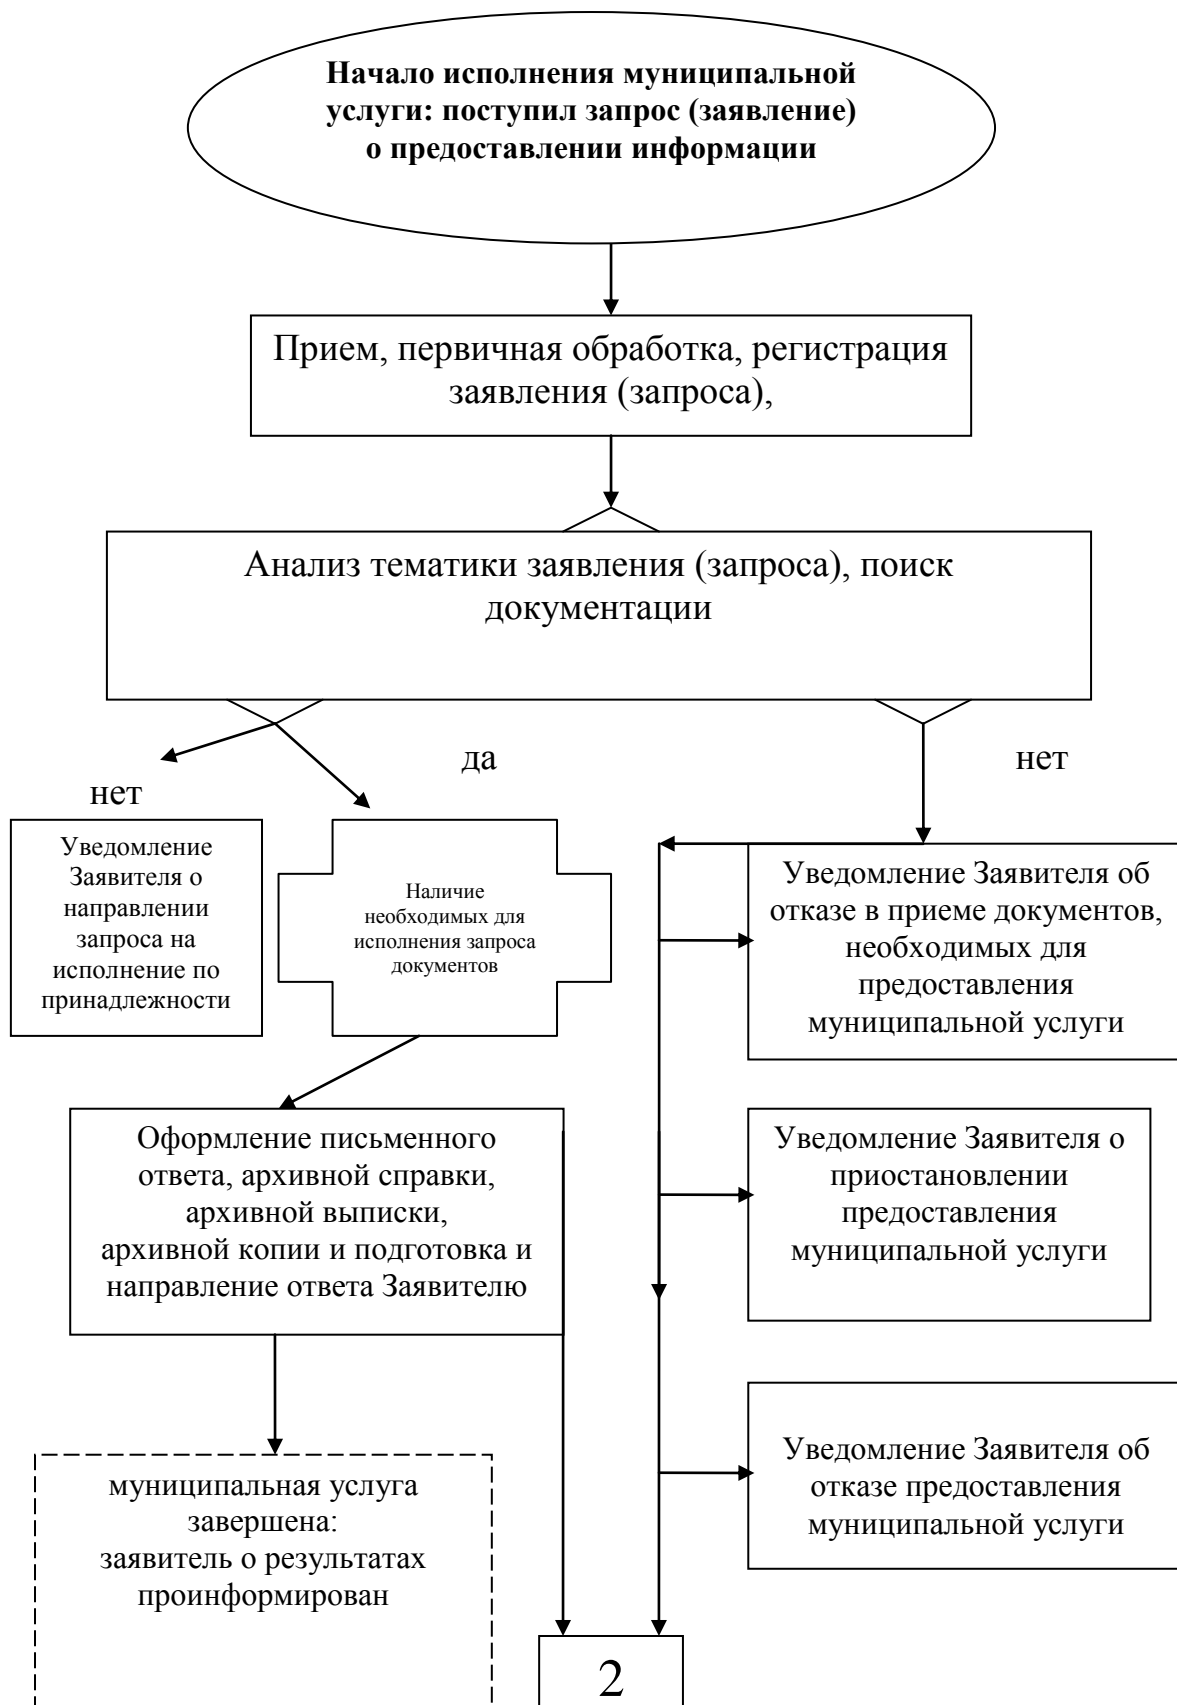 Начало исполнения муниципальной
услуги: поступил запрос (заявление)
о предоставлении информации
Прием, первичная обработка, регистрация
заявления (запроса),
Анализ тематики заявления (запроса), поиск
документации
да
нет
нет
Уведомление
Заявителя о
направлении
запроса на
исполнение по
принадлежности
Наличие
необходимых для
исполнения запроса
документов
Уведомление Заявителя об
отказе в приеме документов,
необходимых для
предоставления
муниципальной услуги
Оформление письменного
ответа, архивной справки,
архивной выписки,
архивной копии и подготовка и
направление ответа Заявителю
Уведомление Заявителя о
приостановлении
предоставления
муниципальной услуги
Уведомление Заявителя об
отказе предоставления
муниципальной услуги
муниципальная услуга
завершена:
заявитель о результатах
проинформирован
2